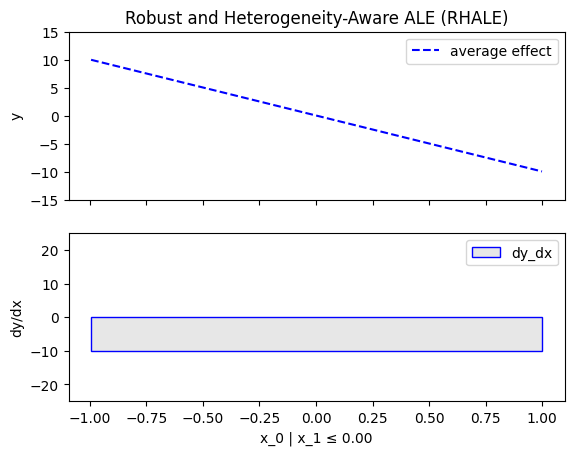 Robust and Heterogeneity-Aware ALE (RHALE)
15
10
5
0
−5
−10
−15
y
average effect
20
10
0
−10
−20
dy/dx
dy_dx
−1.00 −0.75 −0.50 −0.25 0.00 0.25 0.50 0.75 1.00
x_0 | x_1 ≤ 0.00